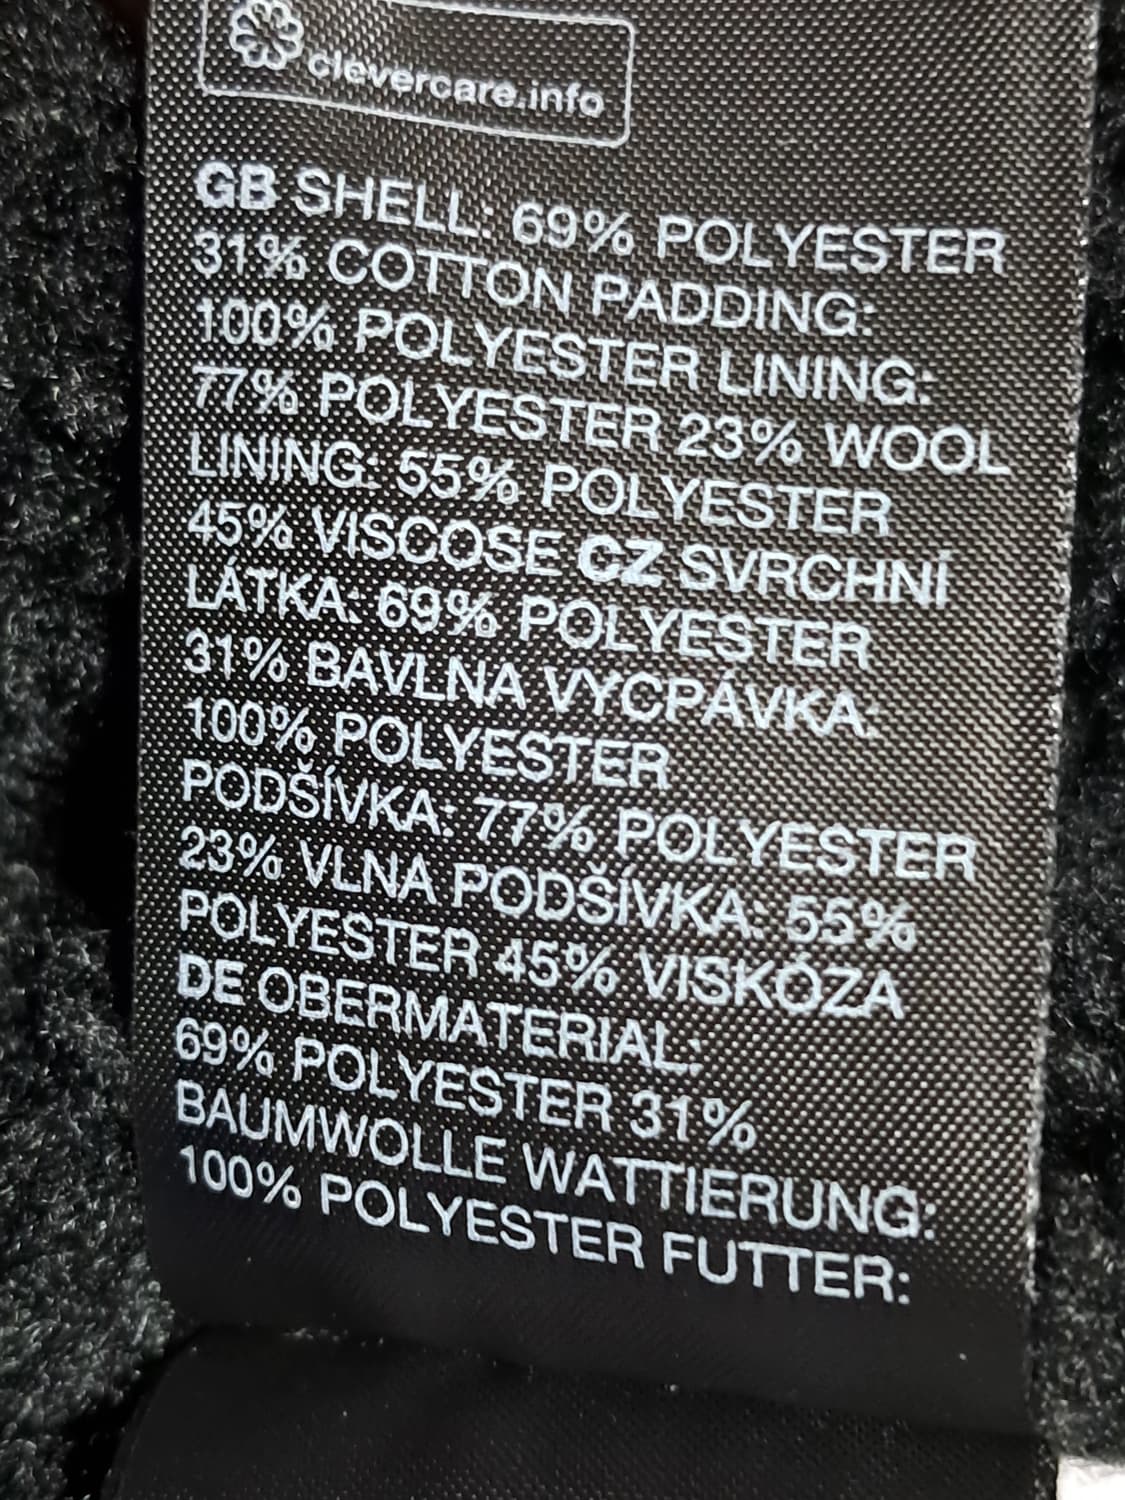 clevercare.info
GB SHELL: 69% POLYESTER
31% COTTON PADDING:
100% POLYESTER LINING:
77% POLYESTER 23% WOOL
LINING: 55% POLYESTER
45% VISCOSE CZ SVRCHNÍ
LÁTKA: 69% POLYESTER
31% BAVLNA VYCPÁVKA:
100% POLYESTER
PODŠÍVKA: 77% POLYESTER
23% VLNA PODŠÍVKA: 55%
POLYESTER 45% VISKÓZA
DE OBERMATERIAL:
69% POLYESTER 31%
BAUMWOLLE WATTIERUNG:
100% POLYESTER FUTTER: